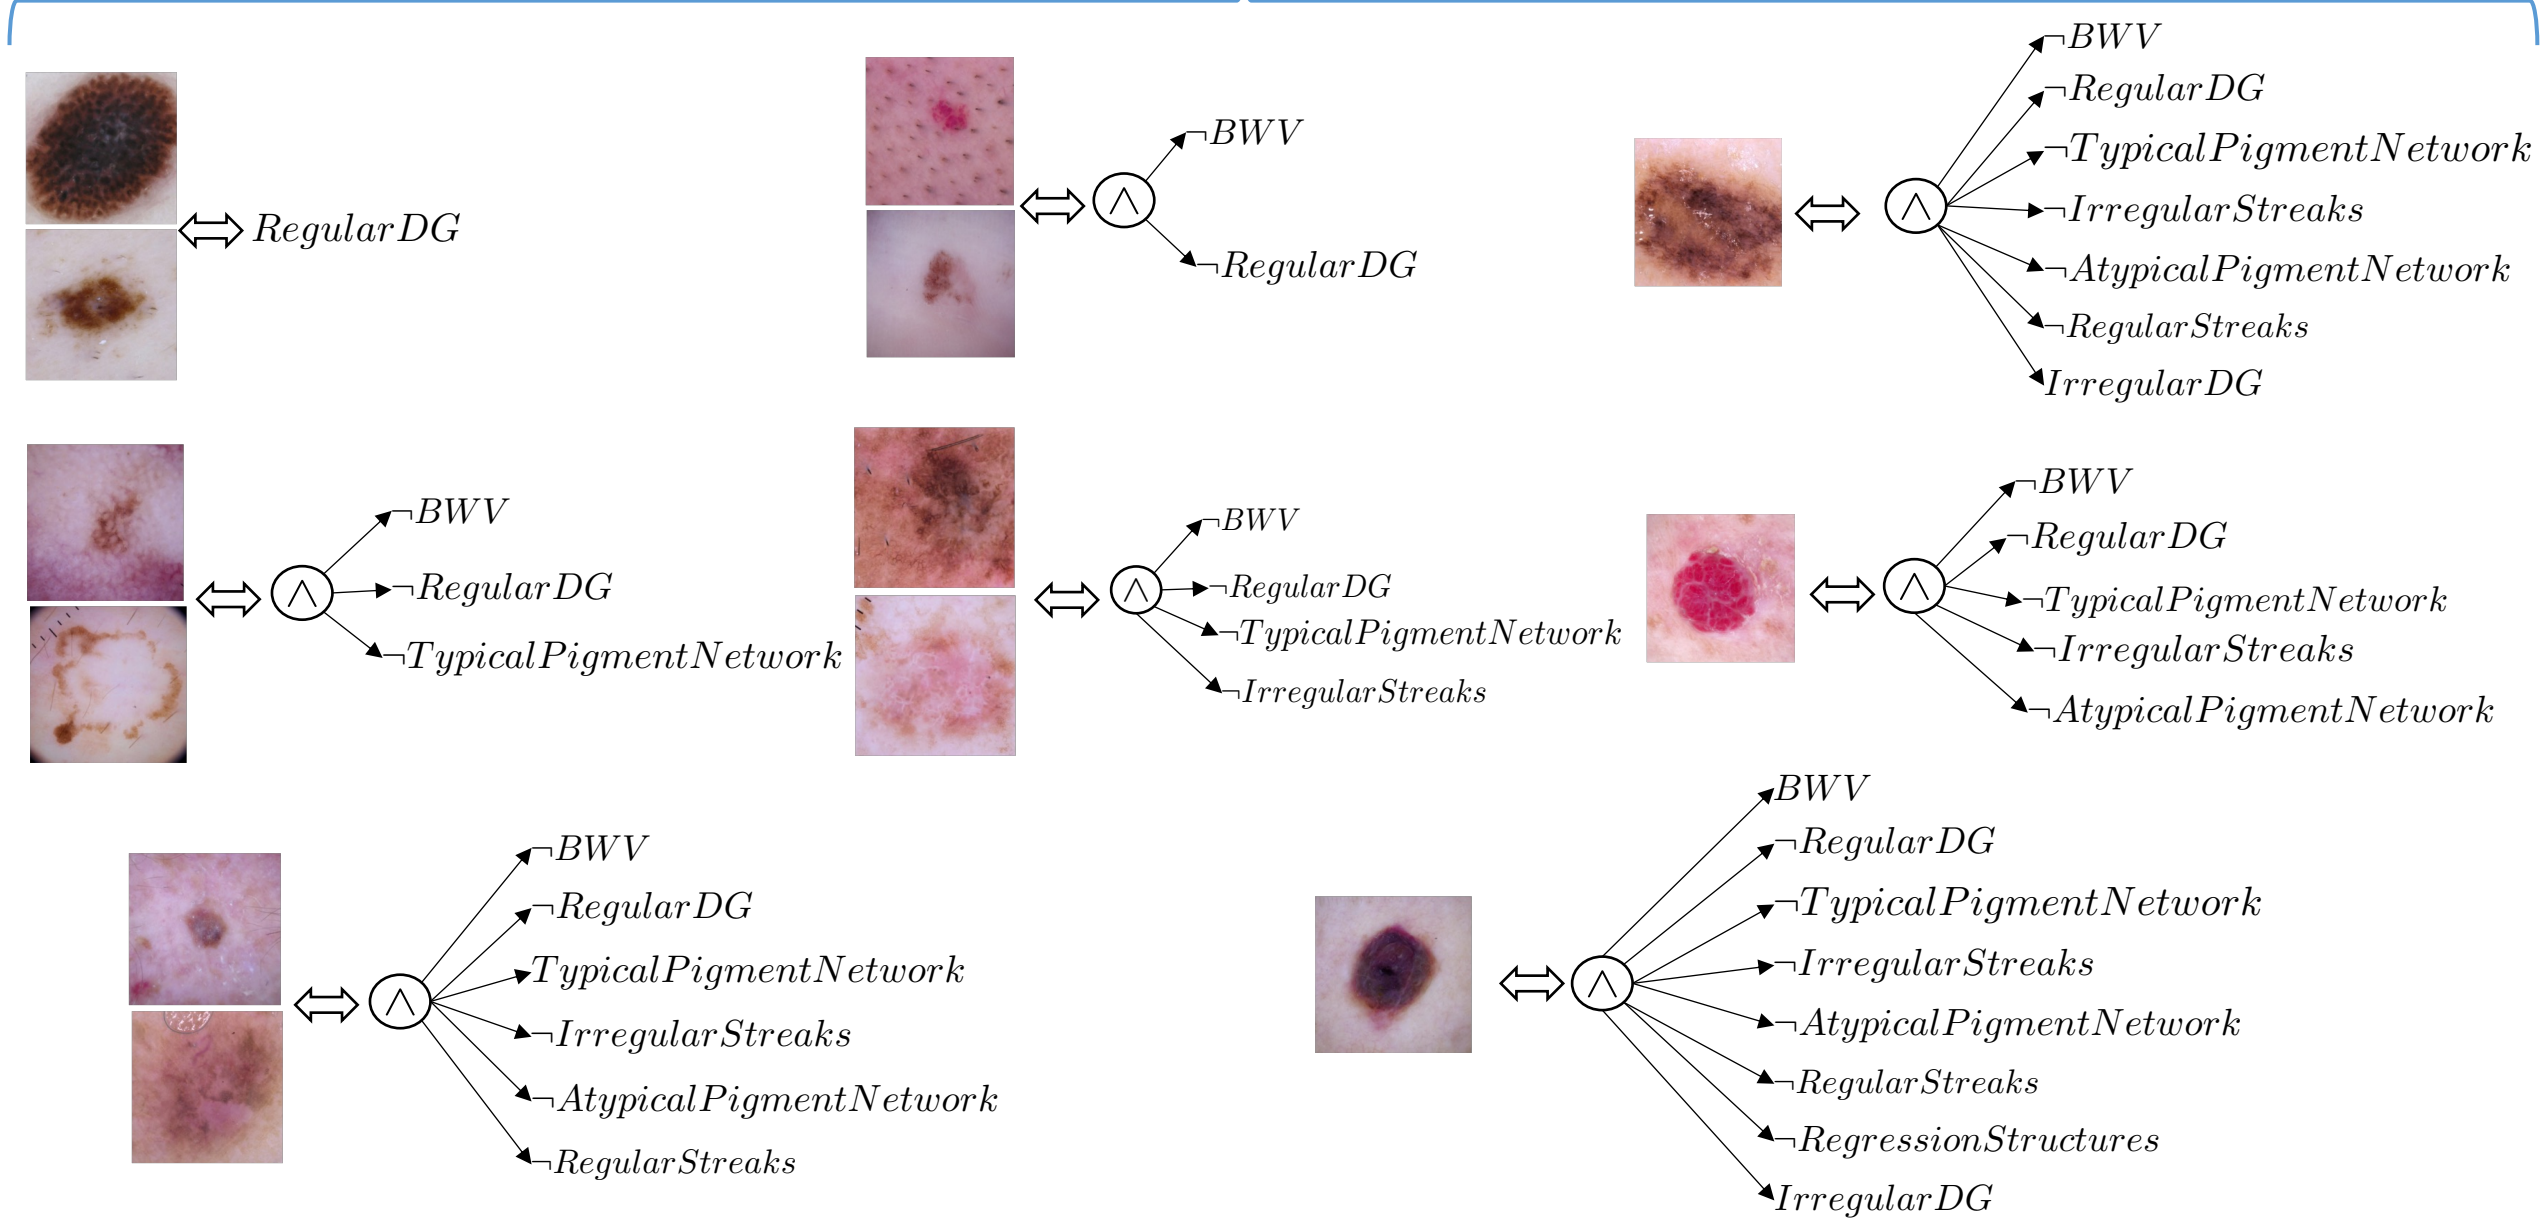 RegularDG
∧
¬BWV
¬RegularDG
∧
¬BWV
¬RegularDG
¬TypicalPigmentNetwork
¬IrregularStreaks
¬AtypicalPigmentNetwork
¬RegularStreaks
IrregularDG
∧
¬BWV
¬RegularDG
¬TypicalPigmentNetwork
∧
¬BWV
¬RegularDG
¬TypicalPigmentNetwork
¬IrregularStreaks
∧
¬BWV
¬RegularDG
¬TypicalPigmentNetwork
¬IrregularStreaks
¬AtypicalPigmentNetwork
∧
¬BWV
¬RegularDG
TypicalPigmentNetwork
¬IrregularStreaks
¬AtypicalPigmentNetwork
¬RegularStreaks
∧
BWV
¬RegularDG
¬TypicalPigmentNetwork
¬IrregularStreaks
¬AtypicalPigmentNetwork
¬RegularStreaks
¬RegressionStructures
IrregularDG